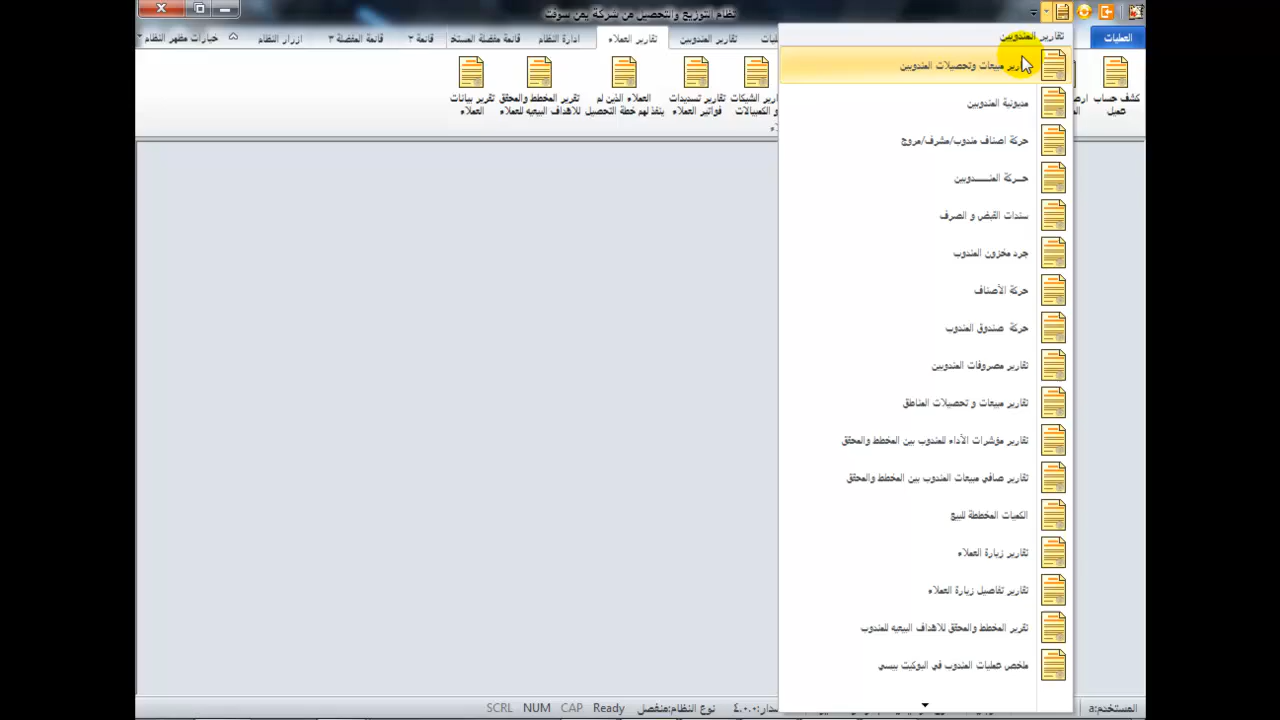 نظام التوزيع والتحصيل من شركة يمن سوفت
العمليات
تقارير المندوبين
تقارير العملاء
ادارة النظام
قائمة مفضلة المستخ
قائمة ٢
قائمة المفضلة ٣
ازرار النظام
خيارات مظهر النظام
كشف حساب عميل
و الكمبيالات
تقارير تسديدات فواتير العملاء
العملاء الذين لم ينفذ لهم خطة التحصيل
تقرير المخطط والمحقق للاهداف البيعيه للعملاء
تقرير بيانات العملاء
تقارير المندوبين
تقارير مبيعات وتحصيلات المندوبين
مديونية المندوبين
حركة اصناف مندوب/مشرف/مروج
حـــركة المنـــــدوبين
سندات القبض و الصرف
جرد مخزون المندوب
حركة الأصناف
حركة صندوق المندوب
تقارير مصروفات المندوبين
تقارير مبيعات و تحصيلات المناطق
تقارير مؤشرات الأداء للمندوب بين المخطط والمحقق
تقارير صافي مبيعات المندوب بين المخطط والمحقق
الكميات المخططة للبيع
تقارير زيارة العملاء
تقارير تفاصيل زيارة العملاء
تقرير المخطط والمحقق للاهداف البيعيه للمندوب
ملخص عمليات المندوب في البوكيت بيسي
المستخدم:a
نوع النظام:منفصل
Ready CAP NUM SCRL